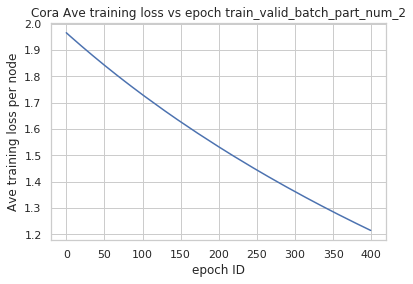 Cora Ave training loss vs epoch train_valid_batch_part_num_2
2.0
1.9
1.8
1.7
1.6
1.5
1.4
1.3
1.2
Ave training loss per node
0 50 100 150 200 250 300 350 400
epoch ID